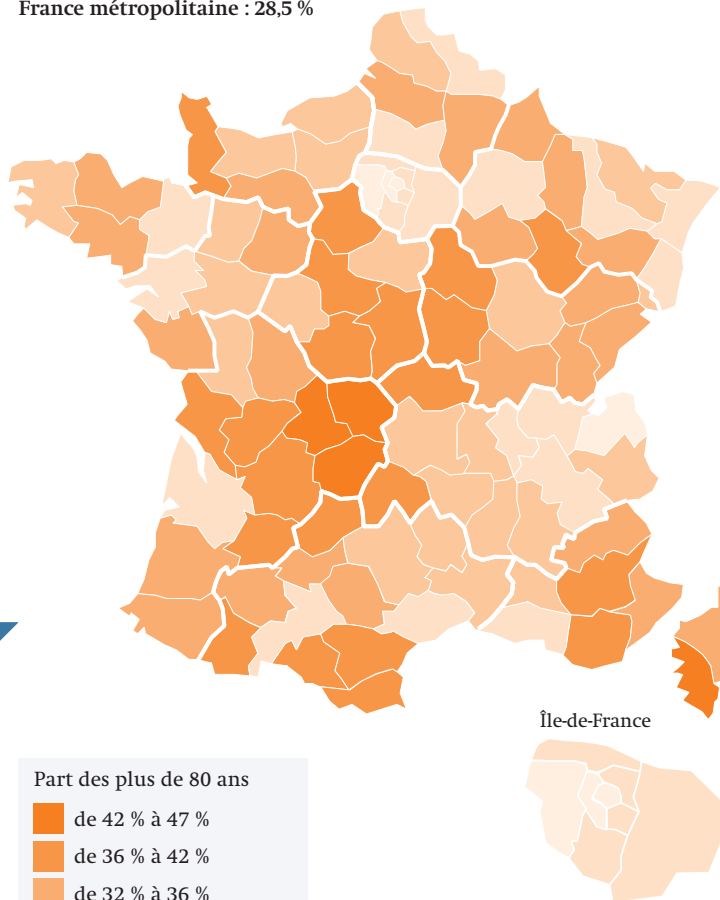 France métropolitaine : 28,5 %
Île-de-France
Part des plus de 80 ans
de 42 % à 47 %
de 36 % à 42 %
de 32 % à 36 %